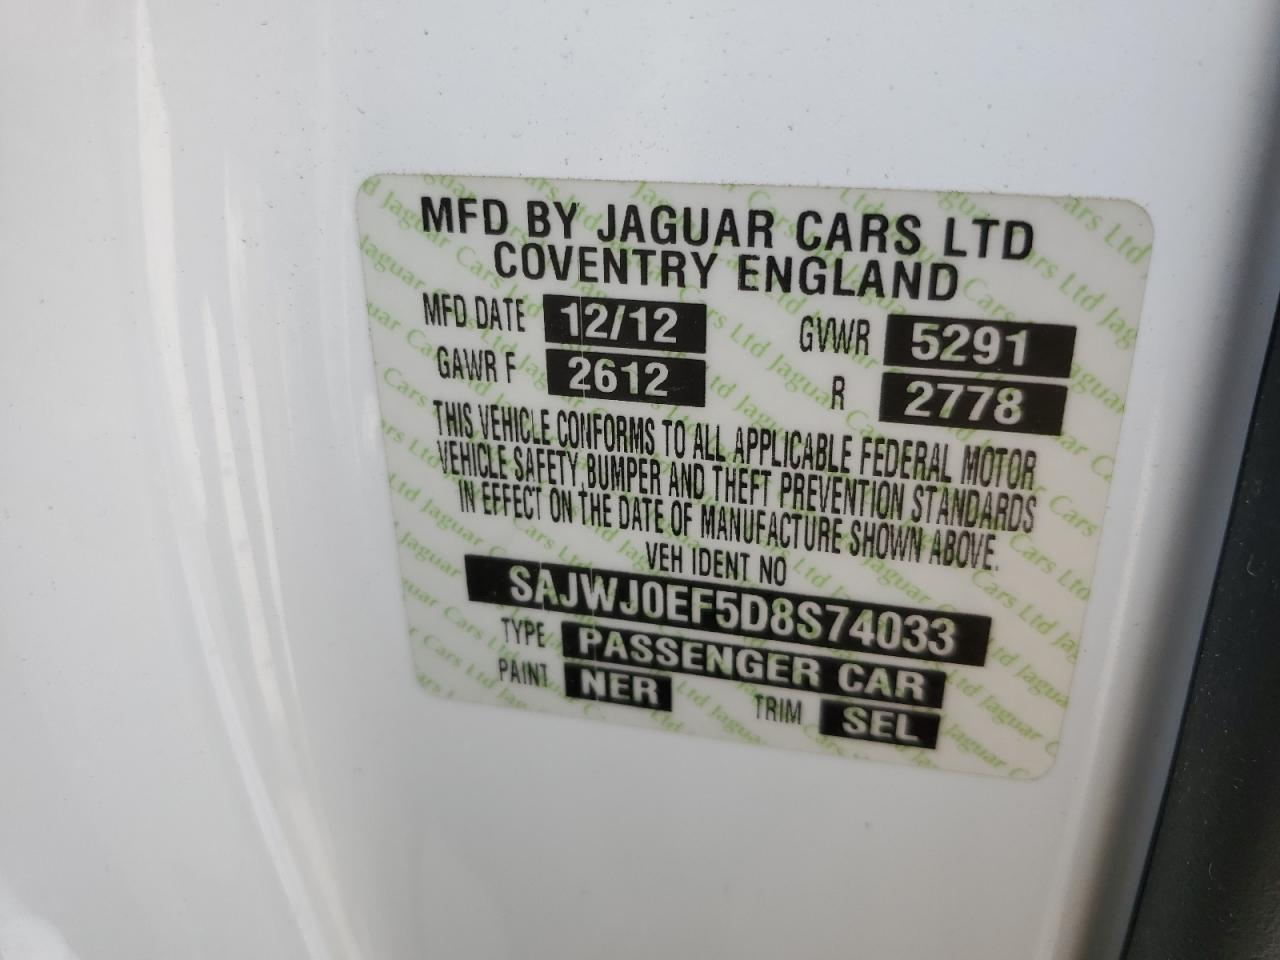 MFD BY JAGUAR CARS LTD
COVENTRY ENGLAND
MFD DATE 12/12 GVWR 5291
GAWR F 2612 R 2778
THIS VEHICLE CONFORMS TO ALL APPLICABLE FEDERAL MOTOR
VEHICLE SAFETY, BUMPER AND THEFT PREVENTION STANDARDS
IN EFFECT ON THE DATE OF MANUFACTURE SHOWN ABOVE.
VEH IDENT NO
SAJWJ0EF5D8S74033
TYPE PASSENGER CAR
PAINT NER TRIM SEL